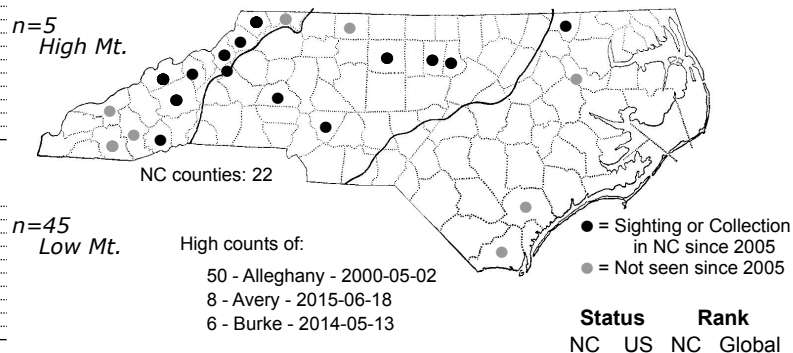 n=5
High Mt.
NC counties: 22
n=45
Low Mt.
High counts of:
50 - Alleghany - 2000-05-02
8 - Avery - 2015-06-18
6 - Burke - 2014-05-13
= Sighting or Collection
in NC since 2005
= Not seen since 2005
Status Rank
NC US NC Global